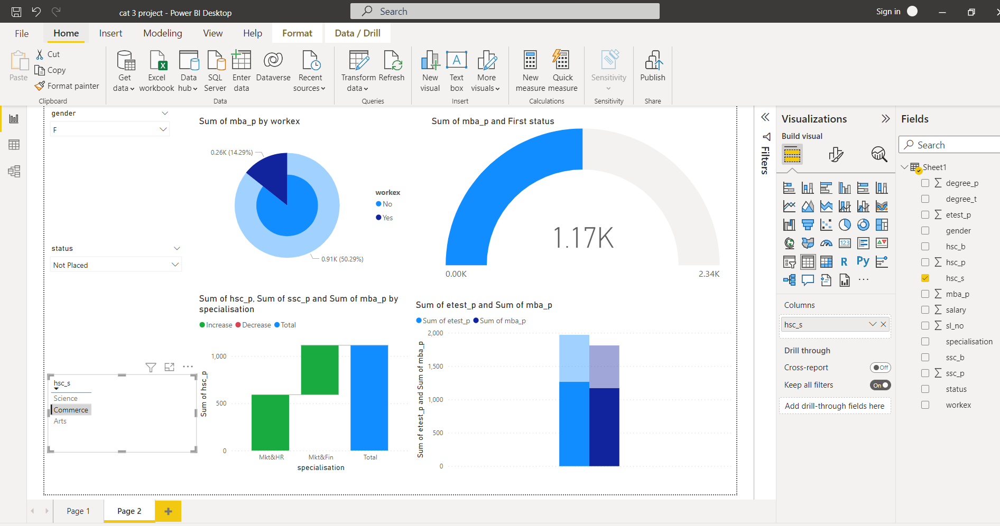 cat 3 project - Power BI Desktop
Search
Sign in
File
Home
Insert
Modeling
View
Help
Format
Data / Drill
Paste
Cut
Copy
Format painter
Clipboard
Get data
Excel workbook
Data hub
SQL Server
Enter data
Dataverse
Recent sources
Data
Transform data
Refresh
Queries
New visual
Text box
More visuals
Insert
New measure
Quick measure
Calculations
Sensitivity
Sensitivity
Publish
Share
gender
F
status
Not Placed
hsc_s
Science
Commerce
Arts
Sum of mba_p by workex
0.26K (14.29%)
0.91K (50.29%)
workex
No
Yes
Sum of mba_p and First status
1.17K
0.00K
2.34K
Sum of hsc_p, Sum of ssc_p and Sum of mba_p by
specialisation
Increase Decrease Total
Sum of hsc_p
1,000
500
0
Mkt&HR
Mkt&Fin
Total
specialisation
Sum of etest_p and Sum of mba_p
Sum of etest_p Sum of mba_p
Sum of etest_p and Sum of mba_p
2,000
1,500
1,000
500
0
Filters
Visualizations
Build visual
123
R
Py
Columns
hsc_s
Drill through
Cross-report
Off
Keep all filters
On
Add drill-through fields here
Fields
Search
Sheet1
degree_p
degree_t
etest_p
gender
hsc_b
hsc_p
hsc_s
mba_p
salary
sl_no
specialisation
ssc_b
ssc_p
status
workex
Page 1
Page 2